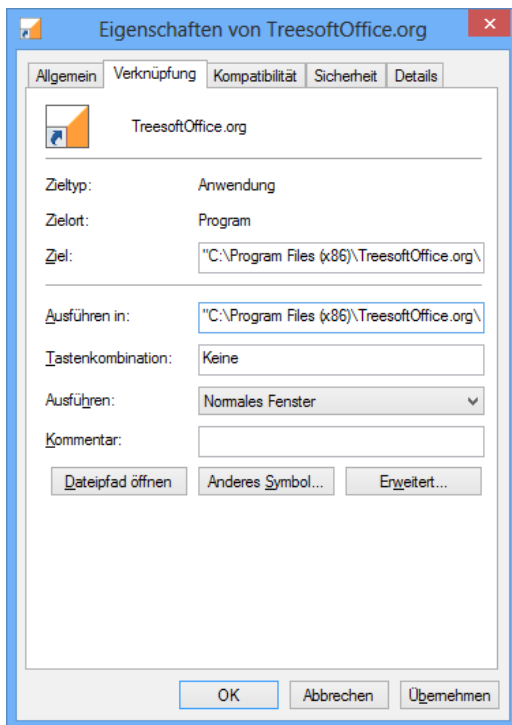 Eigenschaften von TreesoftOffice.org
Allgemein Verknüpfung Kompatibilität Sicherheit Details
TreesoftOffice.org
Zieltyp: Anwendung
Zielort: Program
Ziel: "C:\Program Files (x86)\TreesoftOffice.org\
Ausführen in: "C:\Program Files (x86)\TreesoftOffice.org\
Tastenkombination: Keine
Ausführen: Normales Fenster
Kommentar:
Dateipfad öffnen Anderes Symbol... Erweitert...
OK Abbrechen Übernehmen